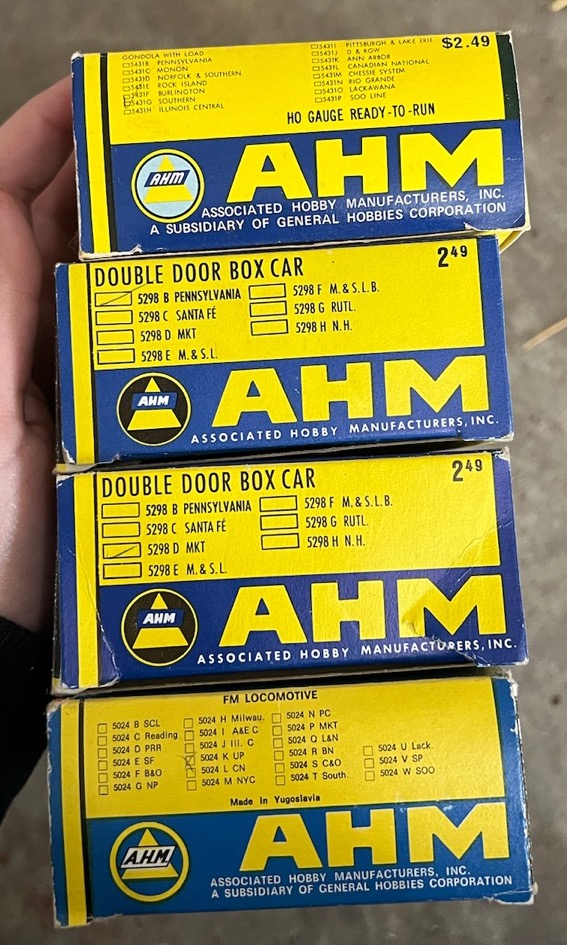 GONDOLA WITH LOAD
5431B PENNSYLVANIA
5431C MONON
5431D NORFOLK & SOUTHERN
5431E ROCK ISLAND
5431F BURLINGTON
5431G SOUTHERN
5431H ILLINOIS CENTRAL
5431I PITTSBURGH & LAKE ERIE
5431J D & RGW
5431K ANN ARBOR
5431L CANADIAN NATIONAL
5431M CHESSIE SYSTEM
5431N RIO GRANDE
5431O LACKAWANA
5431P SOO LINE
$2.49
HO GAUGE READY-TO-RUN
AHM
AHM
ASSOCIATED HOBBY MANUFACTURERS, INC.
A SUBSIDIARY OF GENERAL HOBBIES CORPORATION
DOUBLE DOOR BOX CAR
2 49
5298 B PENNSYLVANIA
5298 C SANTA FÉ
5298 D MKT
5298 E M. & S.L.
5298 F M. & S.L.B.
5298 G RUTL.
5298 H N.H.
AHM
AHM
ASSOCIATED HOBBY MANUFACTURERS, INC.
DOUBLE DOOR BOX CAR
2 49
5298 B PENNSYLVANIA
5298 C SANTA FÉ
5298 D MKT
5298 E M. & S.L.
5298 F M. & S.L.B.
5298 G RUTL.
5298 H N.H.
AHM
AHM
ASSOCIATED HOBBY MANUFACTURERS, INC.
FM LOCOMOTIVE
5024 B SCL
5024 C Reading
5024 D PRR
5024 E SF
5024 F B&O
5024 G NP
5024 H Milwau.
5024 I A&E C
5024 J Ill. C
5024 K UP
5024 L CN
5024 M NYC
5024 N PC
5024 P MKT
5024 Q L&N
5024 R BN
5024 S C&O
5024 T South.
5024 U Lack.
5024 V SP
5024 W SOO
Made in Yugoslavia
A.H.M.
AHM
ASSOCIATED HOBBY MANUFACTURERS, INC.
A SUBSIDIARY OF GENERAL HOBBIES CORPORATION